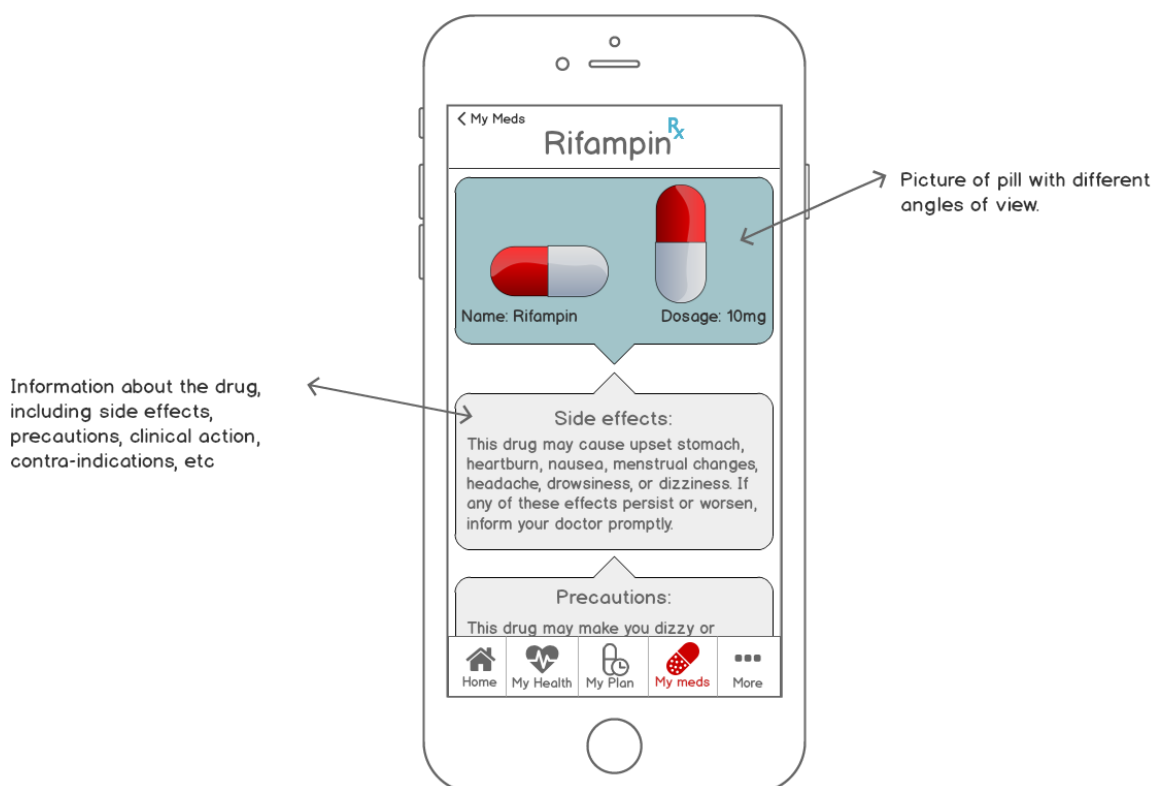 < My Meds
Rifampin Rx
Name: Rifampin
Dosage: 10mg
Picture of pill with different
angles of view.
Information about the drug,
including side effects,
precautions, clinical action,
contra-indications, etc
Side effects:
This drug may cause upset stomach,
heartburn, nausea, menstrual changes,
headache, drowsiness, or dizziness. If
any of these effects persist or worsen,
inform your doctor promptly.
Precautions:
This drug may make you dizzy or
Home
My Health
My Plan
My meds
More